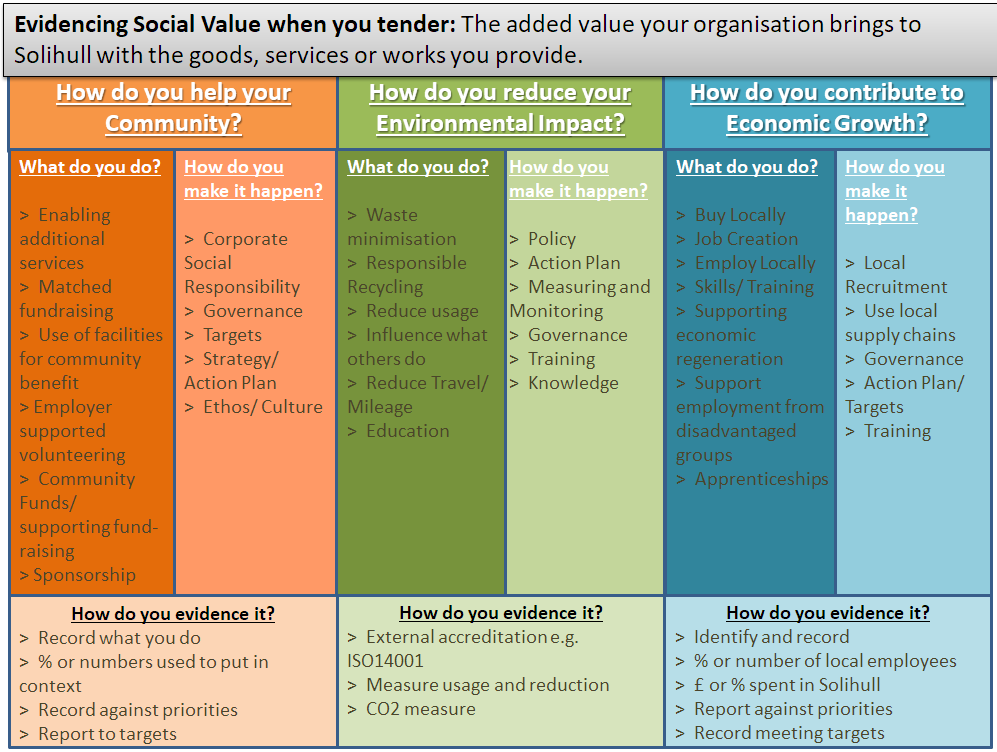 Evidencing Social Value when you tender: The added value your organisation brings to
Solihull with the goods, services or works you provide.
How do you help your
Community?
What do you do?
> Enabling
additional
services
> Matched
fundraising
> Use of facilities
for community
benefit
>Employer
supported
volunteering
> Community
Funds/
supporting fund-
raising
>Sponsorship
How do you
make it happen?
> Corporate
Social
Responsibility
> Governance
> Targets
> Strategy/
Action Plan
> Ethos/ Culture
How do you evidence it?
> Record what you do
> % or numbers used to put in
context
> Record against priorities
> Report to targets
How do you reduce your
Environmental Impact?
What do you do?
> Waste
minimisation
> Responsible
Recycling
> Reduce usage
> Influence what
others do
> Reduce Travel/
Mileage
> Education
How do you
make it happen?
> Policy
> Action Plan
> Measuring and
Monitoring
> Governance
> Training
> Knowledge
How do you evidence it?
> External accreditation e.g.
ISO14001
> Measure usage and reduction
> CO2 measure
How do you contribute to
Economic Growth?
What do you do?
> Buy Locally
> Job Creation
> Employ Locally
> Skills/ Training
> Supporting
economic
regeneration
> Support
employment from
disadvantaged
groups
> Apprenticeships
How do you
make it
happen?
> Local
Recruitment
> Use local
supply chains
> Governance
> Action Plan/
Targets
> Training
How do you evidence it?
> Identify and record
> % or number of local employees
> £ or % spent in Solihull
> Report against priorities
> Record meeting targets